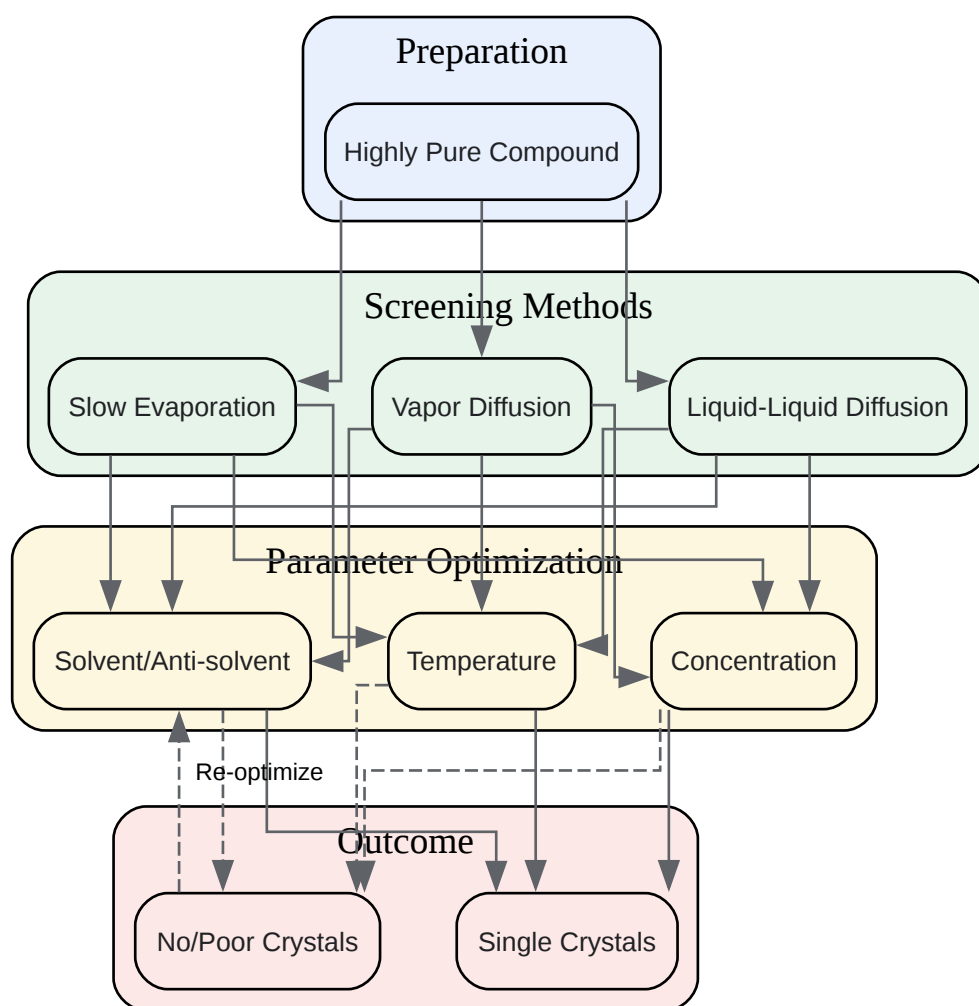 Preparation
Highly Pure Compound
Screening Methods
Slow Evaporation
Vapor Diffusion
Liquid-Liquid Diffusion
Parameter Optimization
Solvent/Anti-solvent
Temperature
Concentration
Re-optimize
Outcome
No/Poor Crystals
Single Crystals